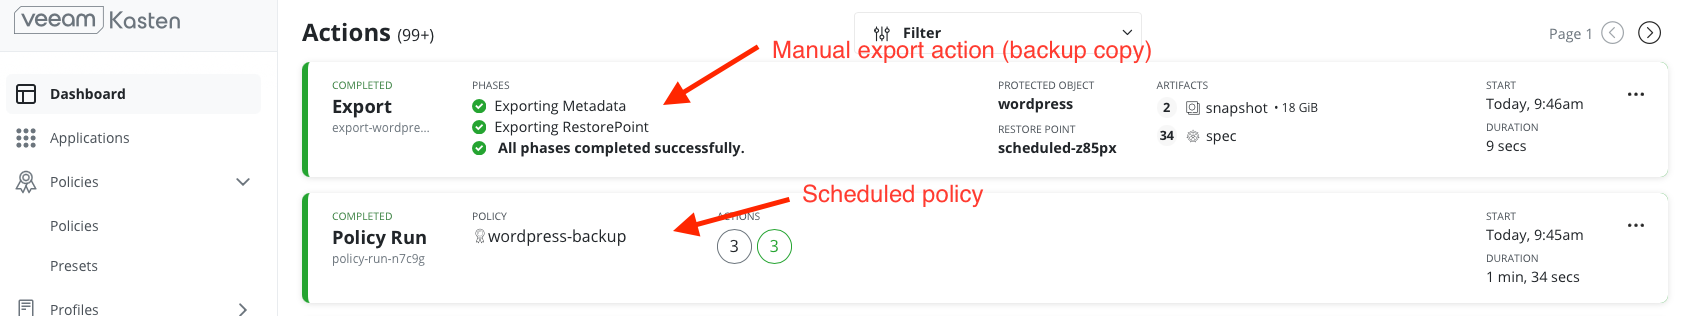 veeam Kasten
Dashboard
Applications
Policies
Policies
Presets
Profiles
Actions (99+)
Filter
Page 1
Manual export action (backup copy)
COMPLETED
Export
export-wordpre...
PHASES
Exporting Metadata
Exporting RestorePoint
All phases completed successfully.
PROTECTED OBJECT
wordpress
RESTORE POINT
scheduled-z85px
ARTIFACTS
2 snapshot • 18 GiB
34 spec
START
Today, 9:46am
DURATION
9 secs
Scheduled policy
COMPLETED
Policy Run
policy-run-n7c9g
POLICY
wordpress-backup
ACTIONS
3 3
START
Today, 9:45am
DURATION
1 min, 34 secs